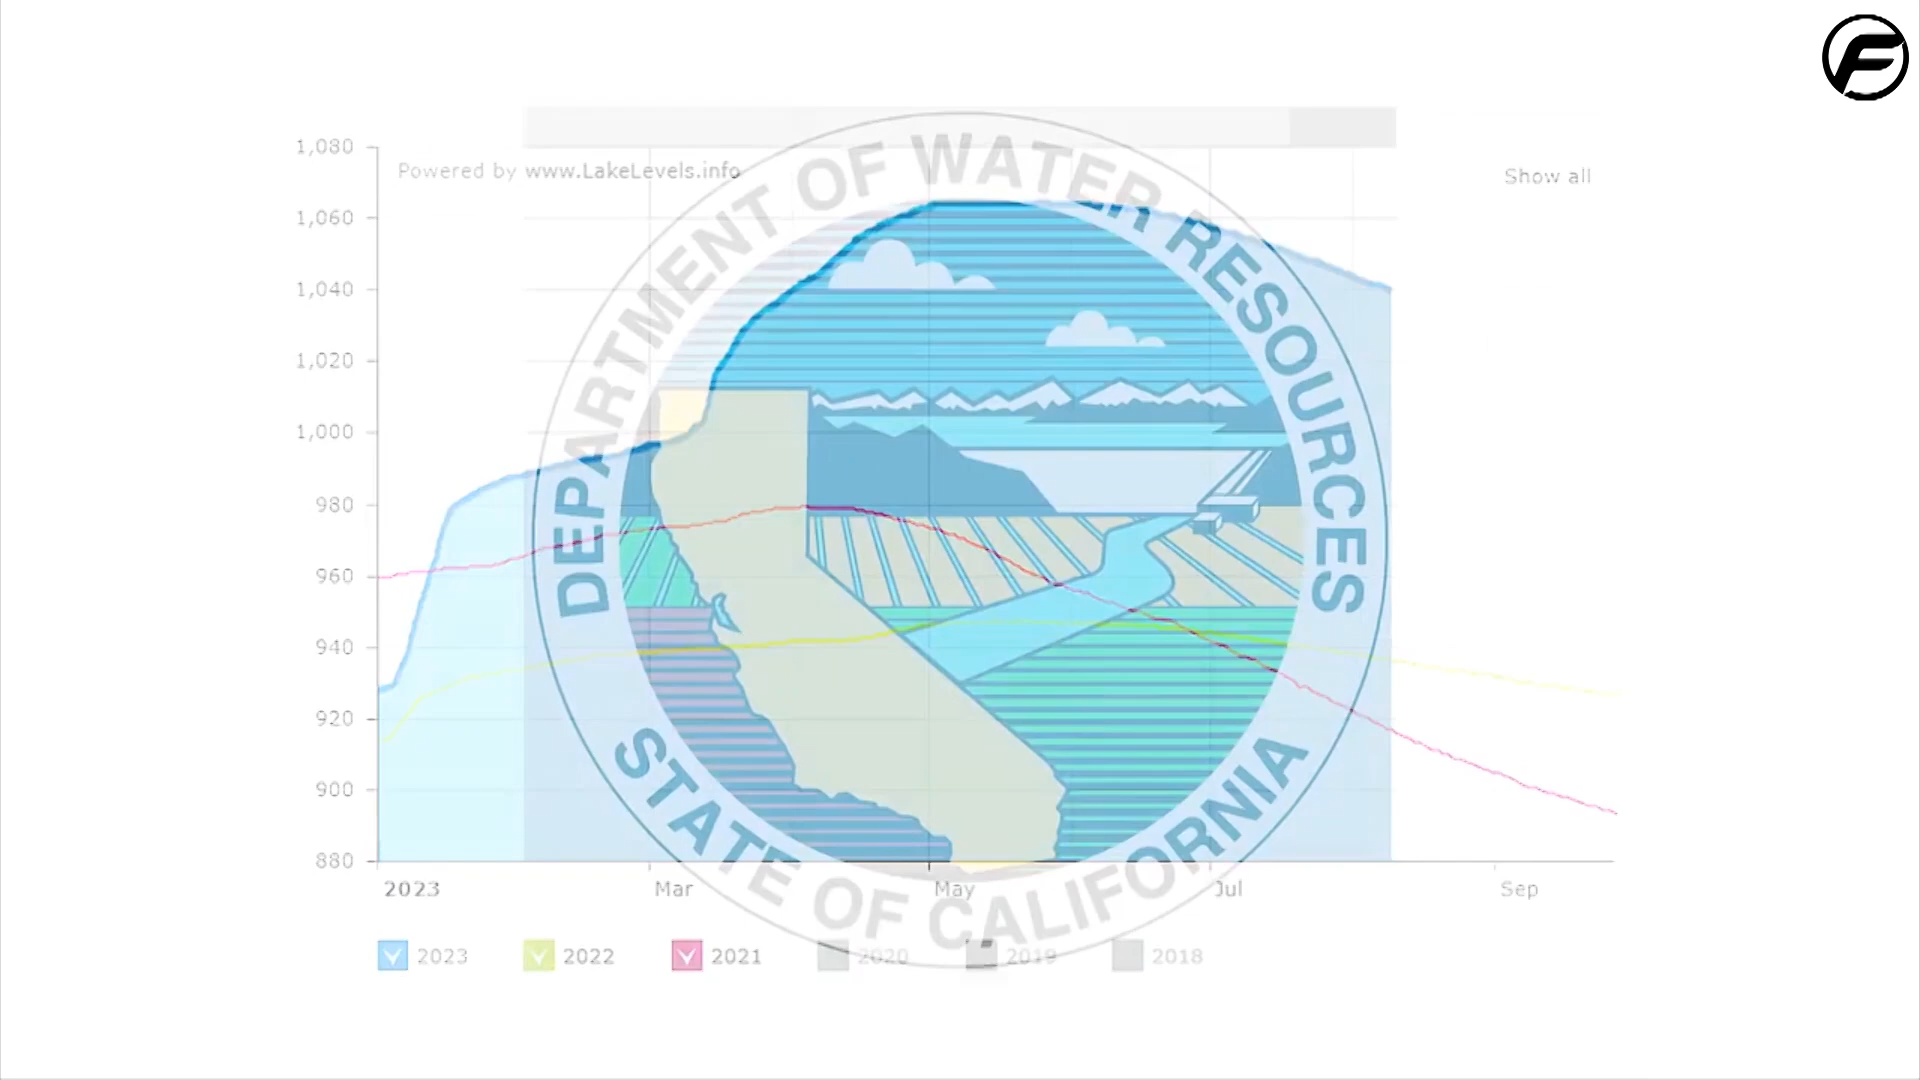 1,080
Powered by www.LakeLevels.info
Show all
1,060
1,040
1,020
1,000
980
960
940
920
900
880
2023
Mar
May
Jul
Sep
2023
2022
2021
2020
2019
2018
DEPARTMENT OF WATER RESOURCES
STATE OF CALIFORNIA
F